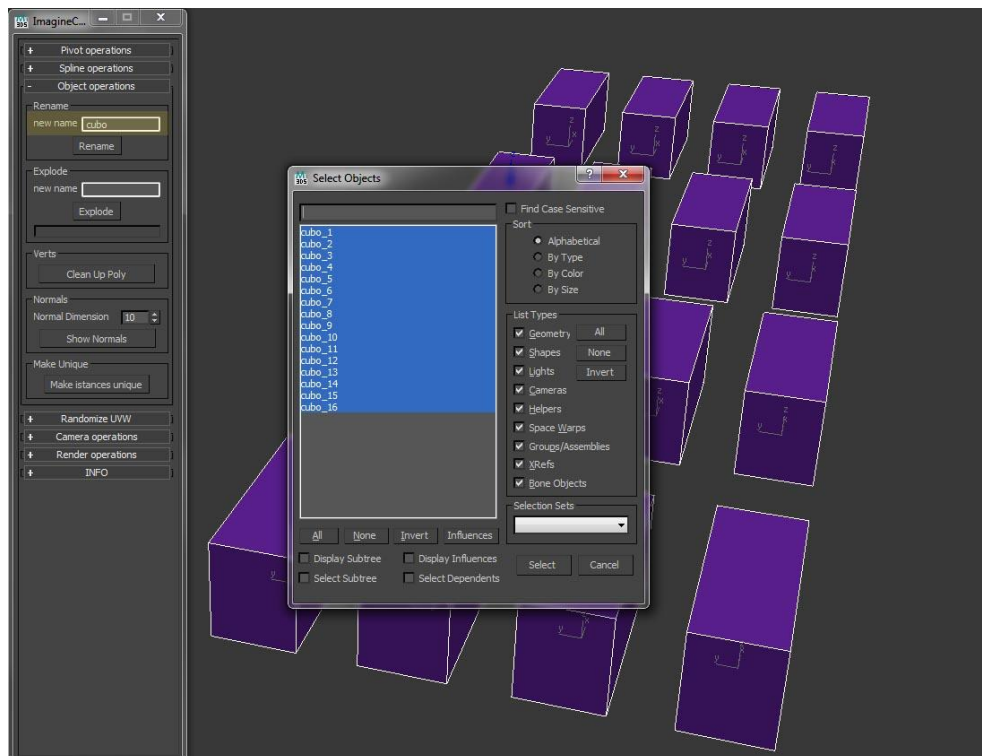 ImagineC...
Pivot operations
Spline operations
Object operations
Rename
new name cubo
Rename
Explode
new name
Explode
Verts
Clean Up Poly
Normals
Normal Dimension 10
Show Normals
Make Unique
Make istances unique
Randomize UVW
Camera operations
Render operations
INFO
Select Objects
Find Case Sensitive
cubo_1
cubo_2
cubo_3
cubo_4
cubo_5
cubo_6
cubo_7
cubo_8
cubo_9
cubo_10
cubo_11
cubo_12
cubo_13
cubo_14
cubo_15
cubo_16
Sort
Alphabetical
By Type
By Color
By Size
List Types
Geometry All
Shapes None
Lights Invert
Cameras
Helpers
Space Warps
Groups/Assemblies
XRefs
Bone Objects
Selection Sets
All None Invert Influences
Display Subtree Display Influences
Select Subtree Select Dependents
Select Cancel